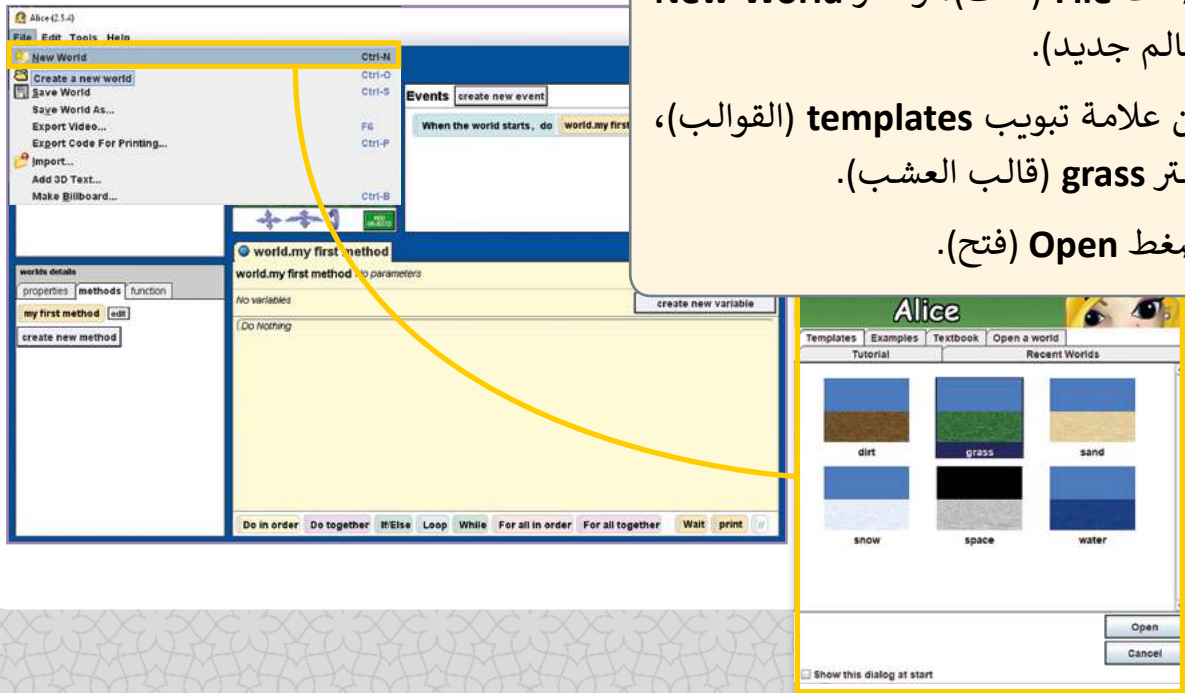 Alice (2.5.4)
File Edit Tools Help
New World Ctrl-N
Create a new world Ctrl-O
Save World Ctrl-S
Save World As...
Export Video... F6
Export Code For Printing... Ctrl-P
Import...
Add 3D Text...
Make Billboard... Ctrl-B
Events create new event
When the world starts, do world.my first
ADD OBJECTS
world.my first method
world.my first method No parameters
No variables create new variable
(Do Nothing
worlds details
properties methods function
my first method edit
create new method
Do in order Do together If/Else Loop While For all in order For all together Wait print //
File New World
عالم جديد).
علامة تبويب templates (القوالب)،
grass (قالب العشب).
Open (فتح).
Alice
Templates Examples Textbook Open a world
Tutorial Recent Worlds
dirt grass sand
snow space water
Open
Cancel
Show this dialog at start